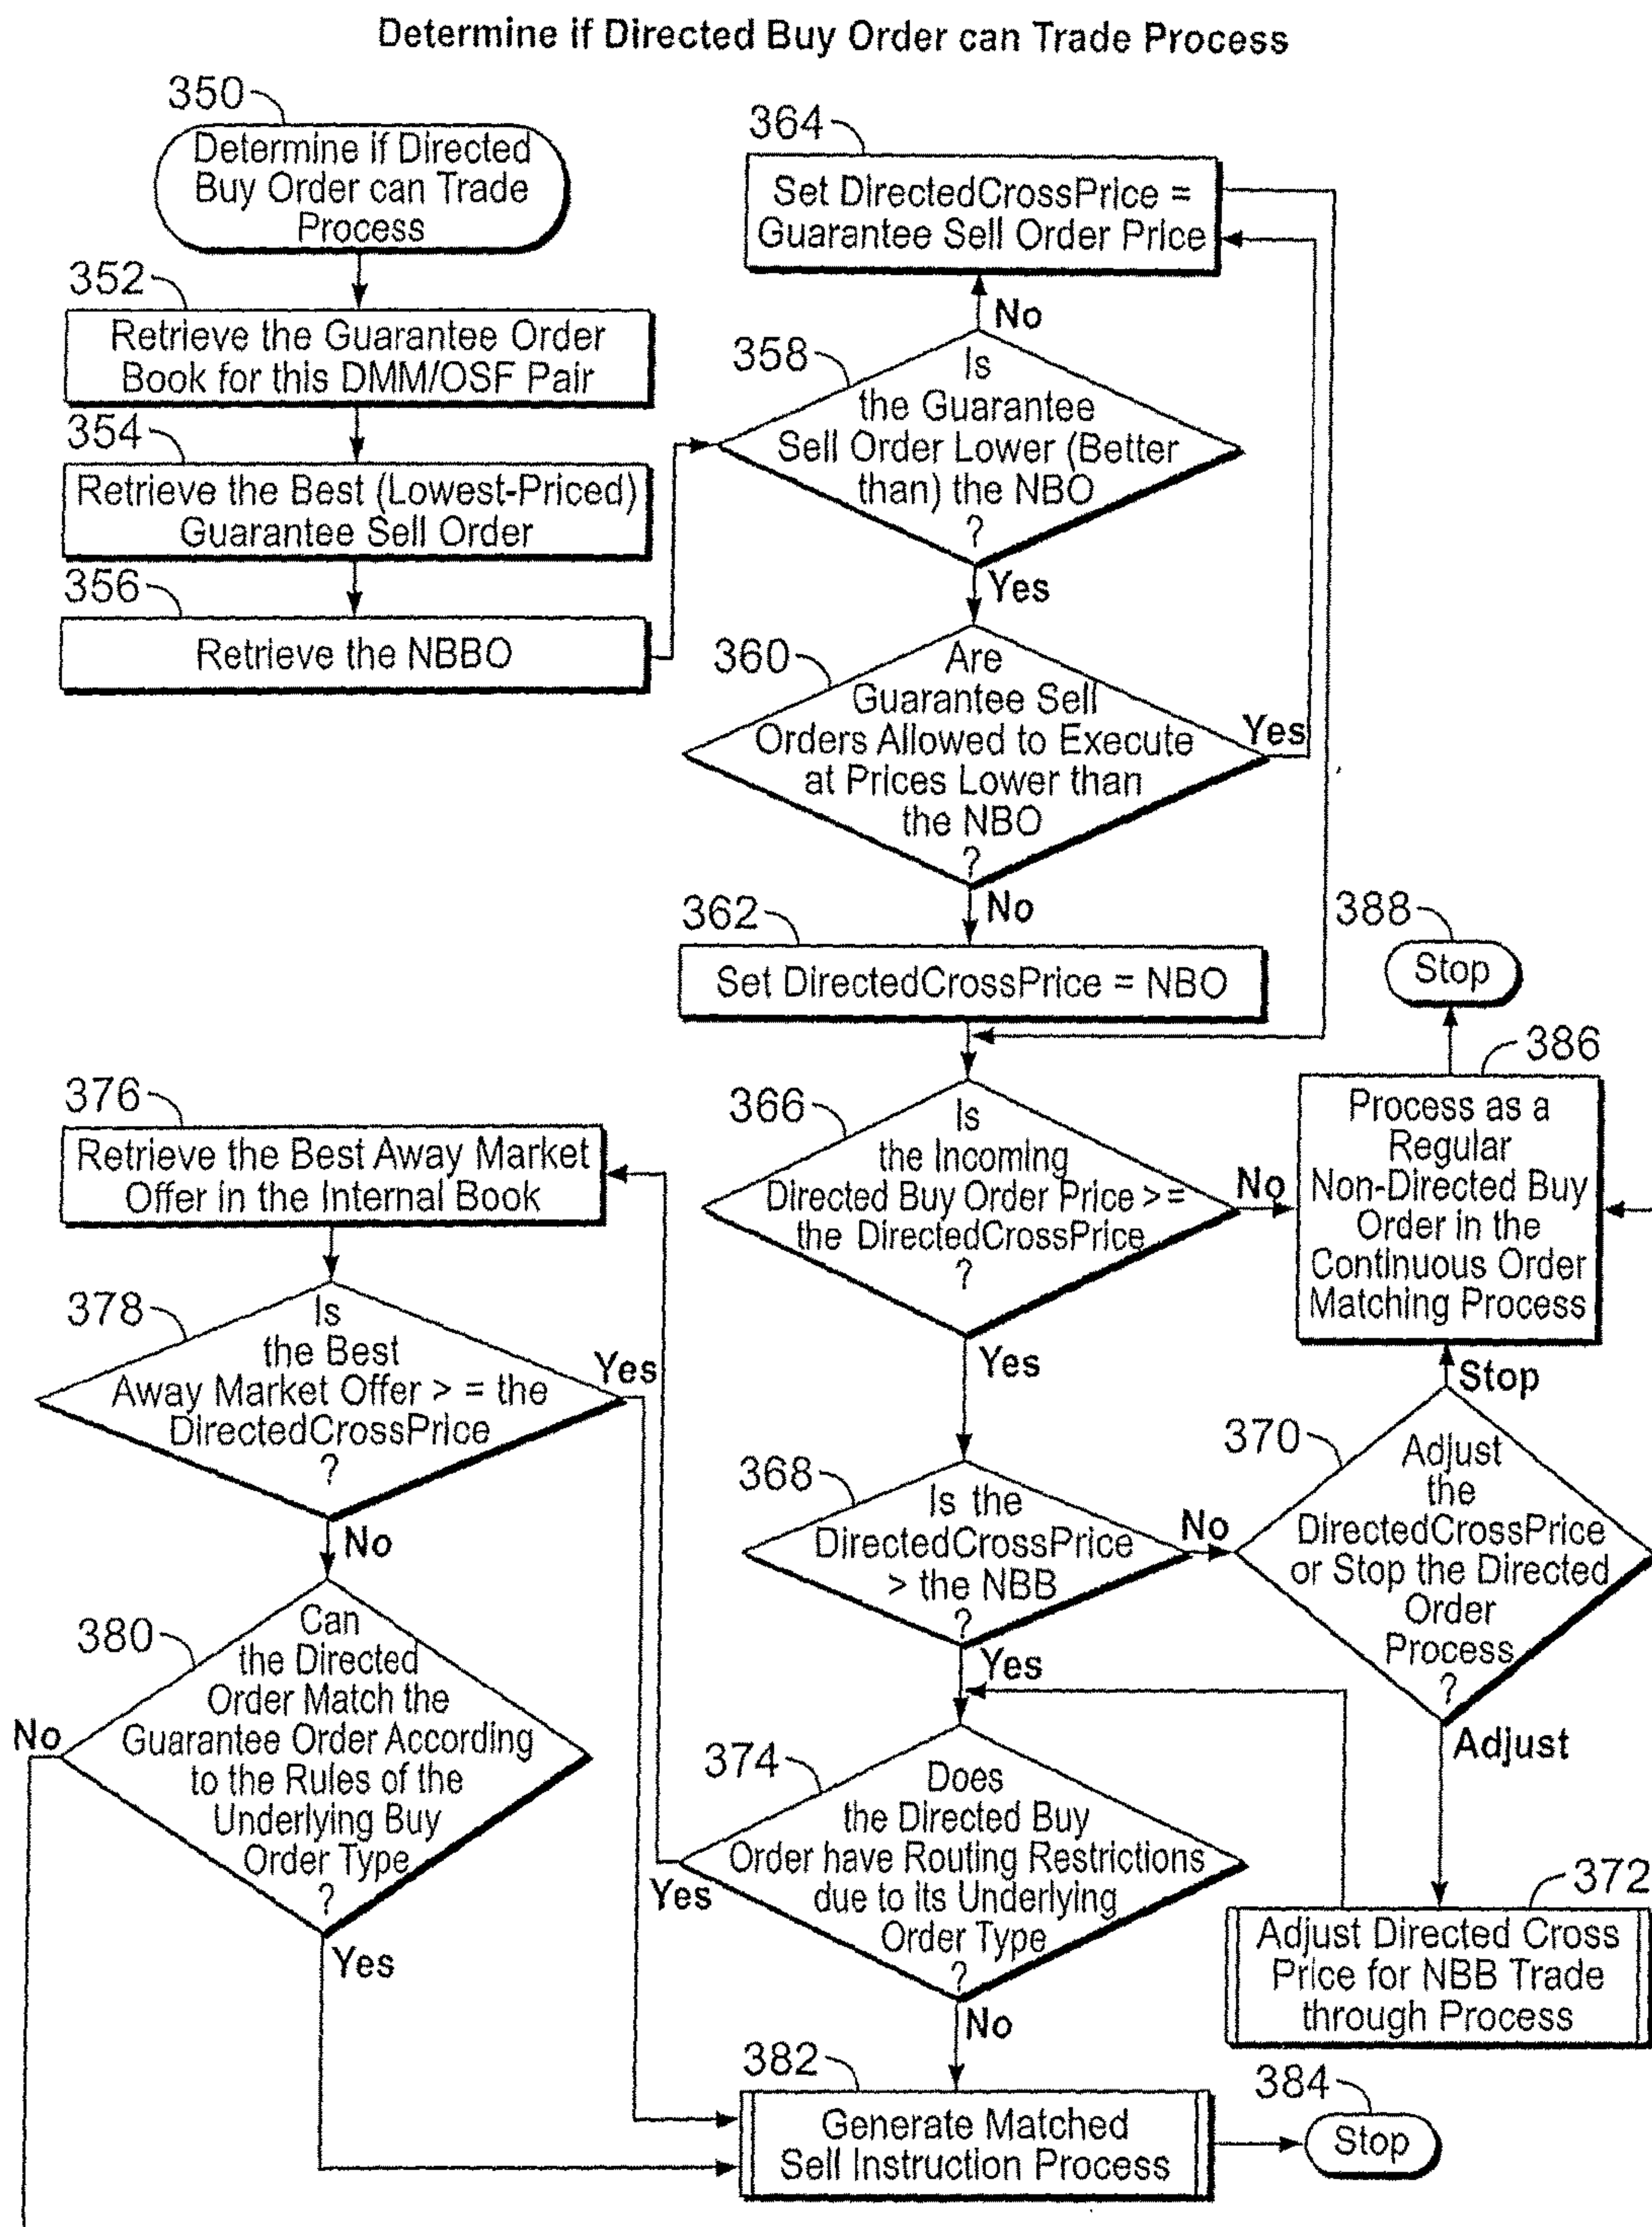 Determine if Directed Buy Order can Trade Process
350
Determine if Directed
Buy Order can Trade
Process
352
Retrieve the Guarantee Order
Book for this DMM/OSF Pair
354
Retrieve the Best (Lowest-Priced)
Guarantee Sell Order
356
Retrieve the NBBO
364
Set DirectedCrossPrice =
Guarantee Sell Order Price
No
358
Is
the Guarantee
Sell Order Lower (Better
than) the NBO
?
Yes
360
Are
Guarantee Sell
Orders Allowed to Execute
at Prices Lower than
the NBO
?
Yes
No
362
Set DirectedCrossPrice = NBO
366
Is
the Incoming
Directed Buy Order Price > =
the DirectedCrossPrice
?
No
Yes
388
Stop
386
Process as a
Regular
Non-Directed Buy
Order in the
Continuous Order
Matching Process
Stop
368
Is the
DirectedCrossPrice
> the NBB
?
No
Yes
370
Adjust
the
DirectedCrossPrice
or Stop the Directed
Order
Process
?
Adjust
372
Adjust Directed Cross
Price for NBB Trade
through Process
374
Does
the Directed Buy
Order have Routing Restrictions
due to its Underlying
Order Type
?
Yes
No
376
Retrieve the Best Away Market
Offer in the Internal Book
378
Is
the Best
Away Market Offer > = the
DirectedCrossPrice
?
Yes
No
380
Can
the Directed
Order Match the
Guarantee Order According
to the Rules of the
Underlying Buy
Order Type
?
No
Yes
382
Generate Matched
Sell Instruction Process
384
Stop